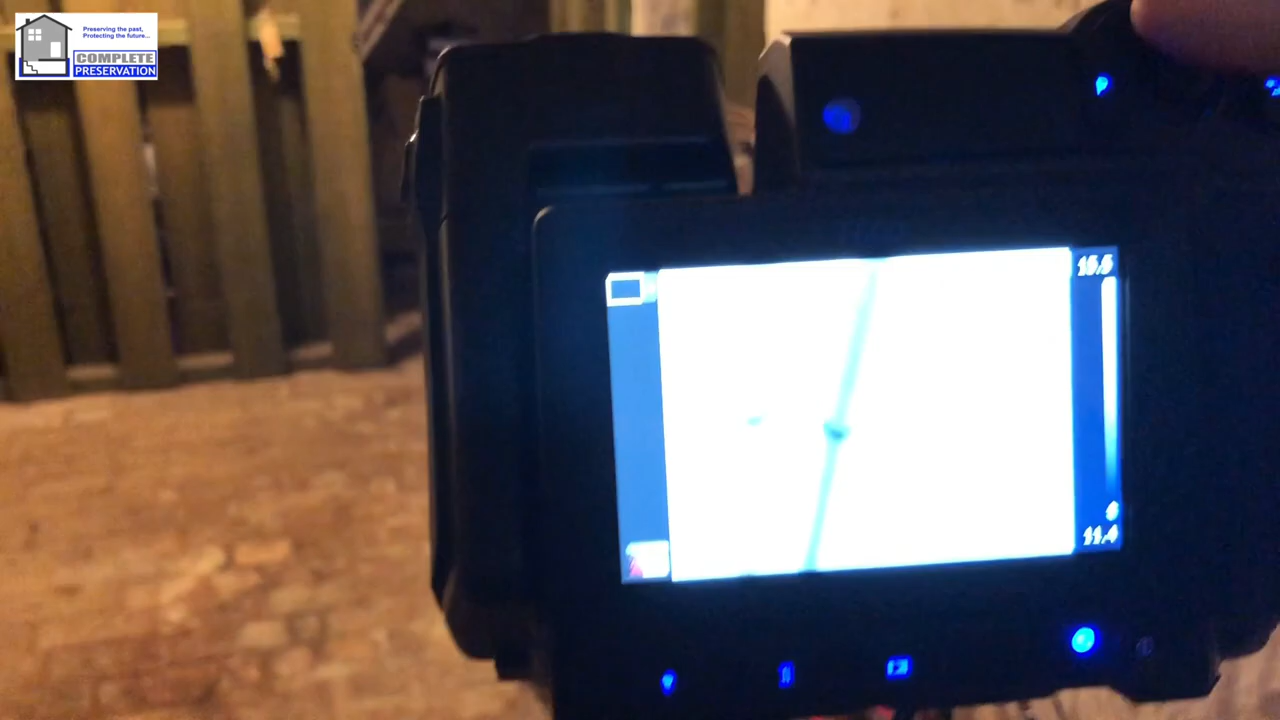 Preserving the past,
Protecting the future...
COMPLETE
PRESERVATION
15.5
11.4